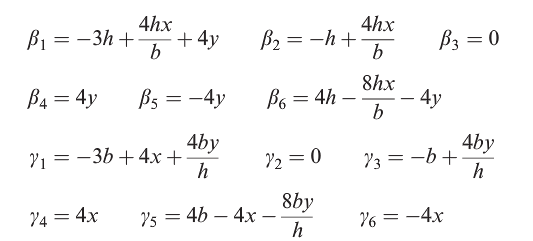 β₁ = −3h + 4hx/b + 4y β₂ = −h + 4hx/b β₃ = 0
β₄ = 4y β₅ = −4y β₆ = 4h − 8hx/b − 4y
γ₁ = −3b + 4x + 4by/h γ₂ = 0 γ₃ = −b + 4by/h
γ₄ = 4x γ₅ = 4b − 4x − 8by/h γ₆ = −4x